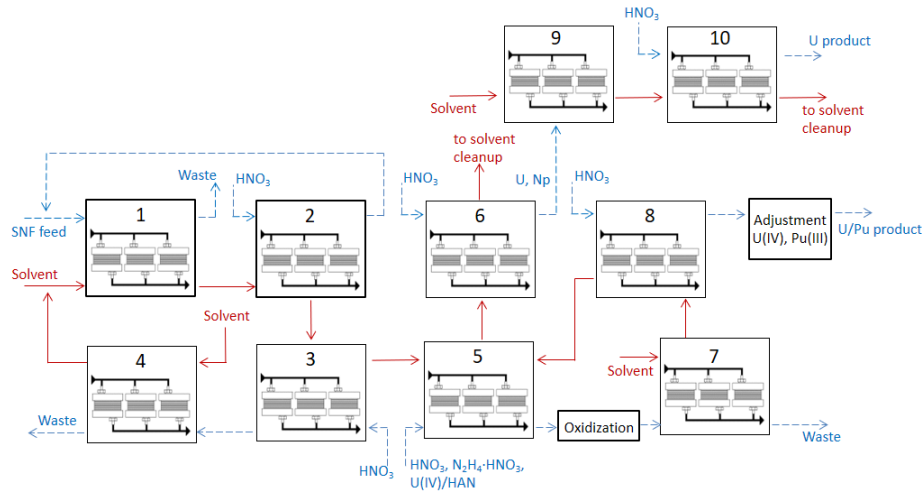 HNO3
9
10
U product
Solvent
to solvent
cleanup
to solvent
cleanup
Waste
HNO3
HNO3
U, Np
HNO3
SNF feed
1
2
6
8
Adjustment
U(IV), Pu(III)
U/Pu product
Solvent
Solvent
4
3
5
7
Solvent
Waste
Oxidization
Waste
HNO3
HNO3, N2H4·HNO3,
U(IV)/HAN